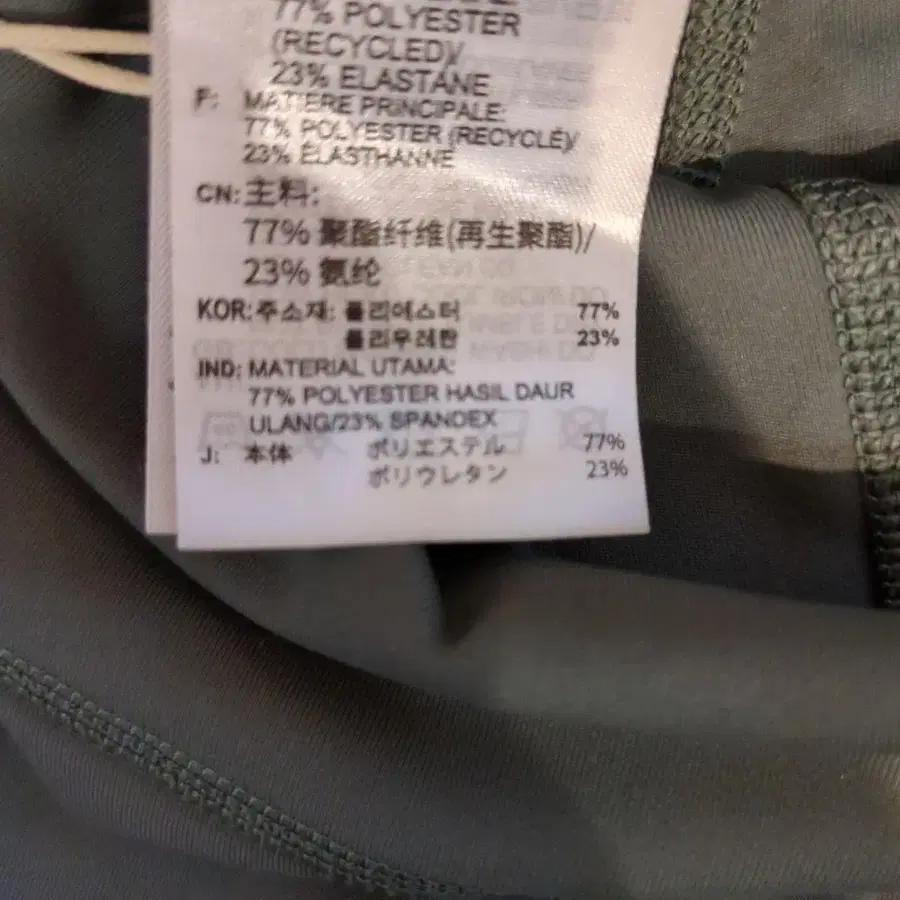 77% POLYESTER
(RECYCLED)/
23% ELASTANE
F: MATIÈRE PRINCIPALE:
77% POLYESTER (RECYCLÉ)/
23% ÉLASTHANNE
CN: 主料:
77% 聚酯纤维(再生聚酯)/
23% 氨纶
KOR: 주소재: 폴리에스터 77%
폴리우레탄 23%
IND: MATERIAL UTAMA:
77% POLYESTER HASIL DAUR
ULANG/23% SPANDEX
J: 本体 ポリエステル 77%
ポリウレタン 23%